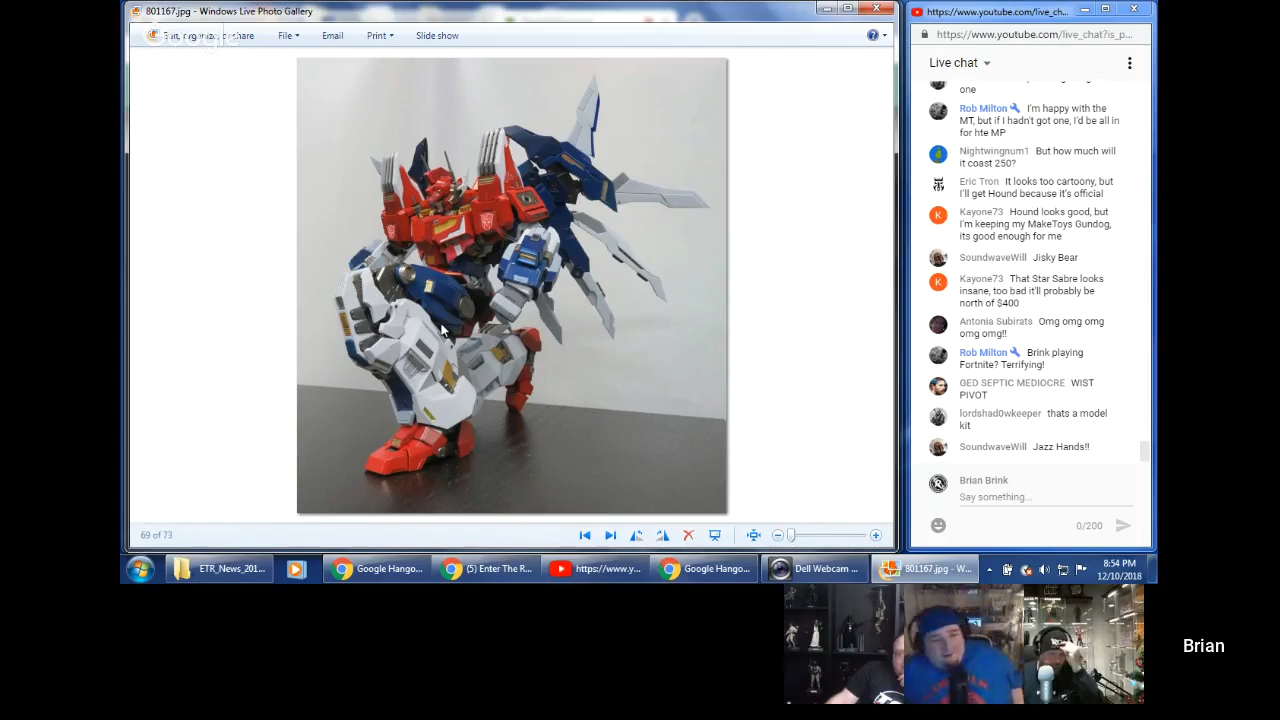 801167.jpg - Windows Live Photo Gallery
Google
File
Email
Print
Slide show
https://www.youtube.com/live_ch...
https://www.youtube.com/live_chat?is_p...
Live chat
one
Rob Milton I'm happy with the
MT, but if I hadn't got one, I'd be all in
for hte MP
Nightwingnum1 But how much will
it coast 250?
Eric Tron It looks too cartoony, but
I'll get Hound because it's official
Kayone73 Hound looks good, but
I'm keeping my MakeToys Gundog,
its good enough for me
SoundwaveWill Jisky Bear
Kayone73 That Star Sabre looks
insane, too bad it'll probably be
north of $400
Antonia Subirats Omg omg omg
omg omg!!
Rob Milton Brink playing
Fortnite? Terrifying!
GED SEPTIC MEDIOCRE WIST
PIVOT
lordshad0wkeeper thats a model
kit
SoundwaveWill Jazz Hands!!
Brian Brink
Say something...
0/200
69 of 73
ETR_News_201...
Google Hango...
(5) Enter The R...
https://www.y...
Google Hango...
Dell Webcam ...
801167.jpg - W...
8:54 PM
12/10/2018
Brian